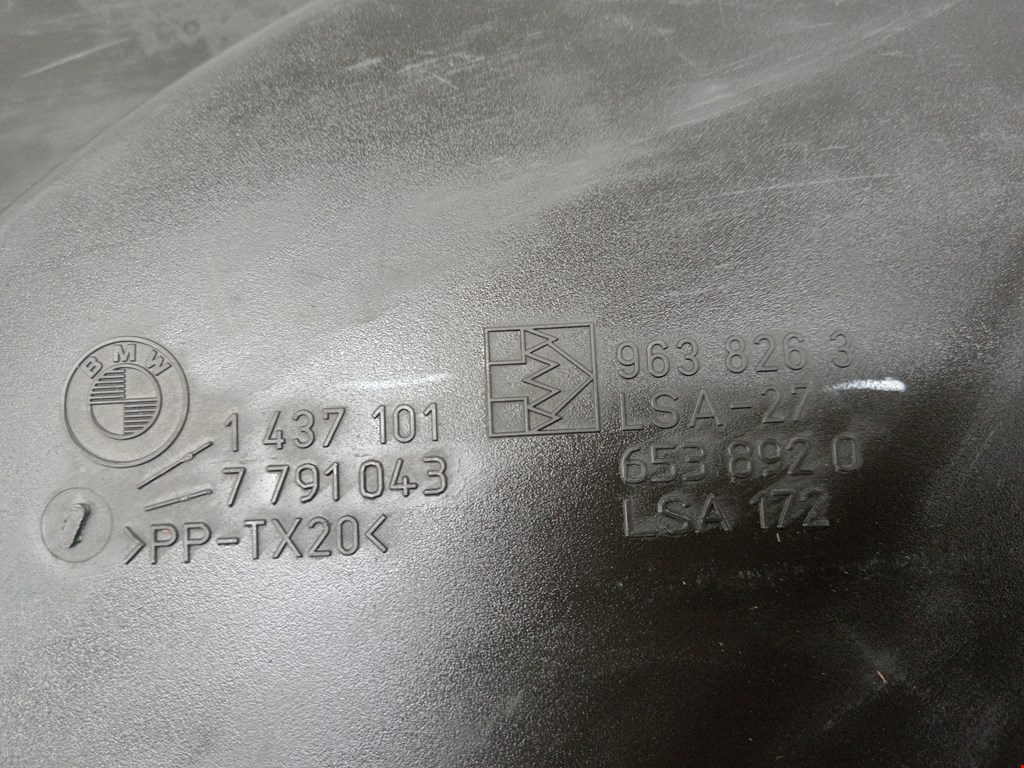 BMW
1 437 101
7 791 043
>PP-TX20<
963 826 3
LSA-27
653 892 0
LSA 172